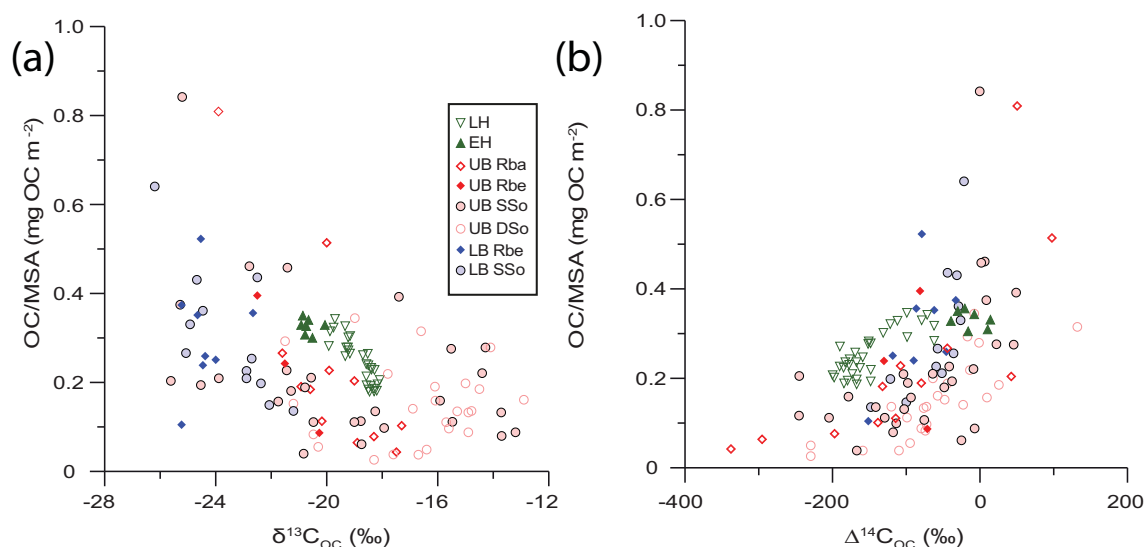 (a)
OC/MSA (mg OC m⁻²)
1.0
0.8
0.6
0.4
0.2
0
-28
-24
-20
-16
-12
δ¹³C_OC (‰)
LH
EH
UB Rba
UB Rbe
UB SSo
UB DSo
LB Rbe
LB SSo
(b)
OC/MSA (mg OC m⁻²)
1.0
0.8
0.6
0.4
0.2
0
-400
-200
0
200
Δ¹⁴C_OC (‰)